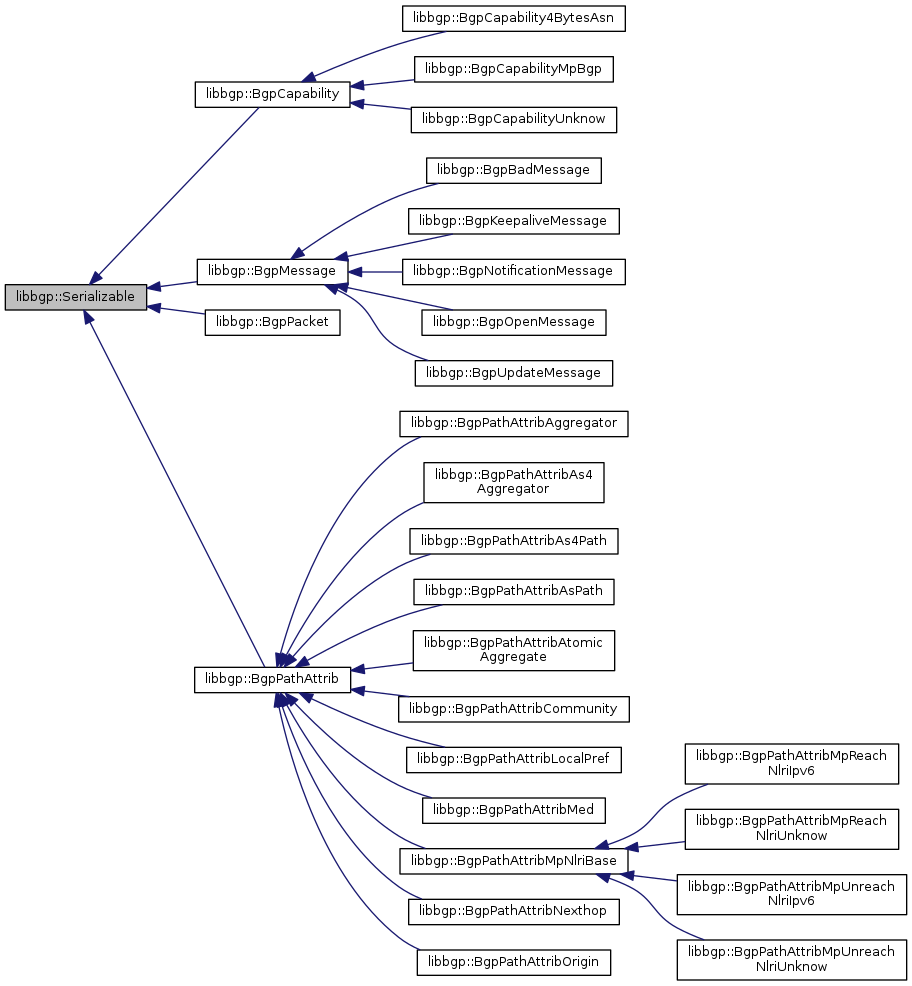 libbgp::BgpCapability4BytesAsn
libbgp::BgpCapabilityMpBgp
libbgp::BgpCapability
libbgp::BgpCapabilityUnknow
libbgp::BgpBadMessage
libbgp::BgpKeepaliveMessage
libbgp::BgpMessage
libbgp::BgpNotificationMessage
libbgp::Serializable
libbgp::BgpPacket
libbgp::BgpOpenMessage
libbgp::BgpUpdateMessage
libbgp::BgpPathAttribAggregator
libbgp::BgpPathAttribAs4
Aggregator
libbgp::BgpPathAttribAs4Path
libbgp::BgpPathAttribAsPath
libbgp::BgpPathAttribAtomic
Aggregate
libbgp::BgpPathAttrib
libbgp::BgpPathAttribCommunity
libbgp::BgpPathAttribLocalPref
libbgp::BgpPathAttribMed
libbgp::BgpPathAttribMpNlriBase
libbgp::BgpPathAttribNexthop
libbgp::BgpPathAttribOrigin
libbgp::BgpPathAttribMpReach
NlriIpv6
libbgp::BgpPathAttribMpReach
NlriUnknow
libbgp::BgpPathAttribMpUnreach
NlriIpv6
libbgp::BgpPathAttribMpUnreach
NlriUnknow